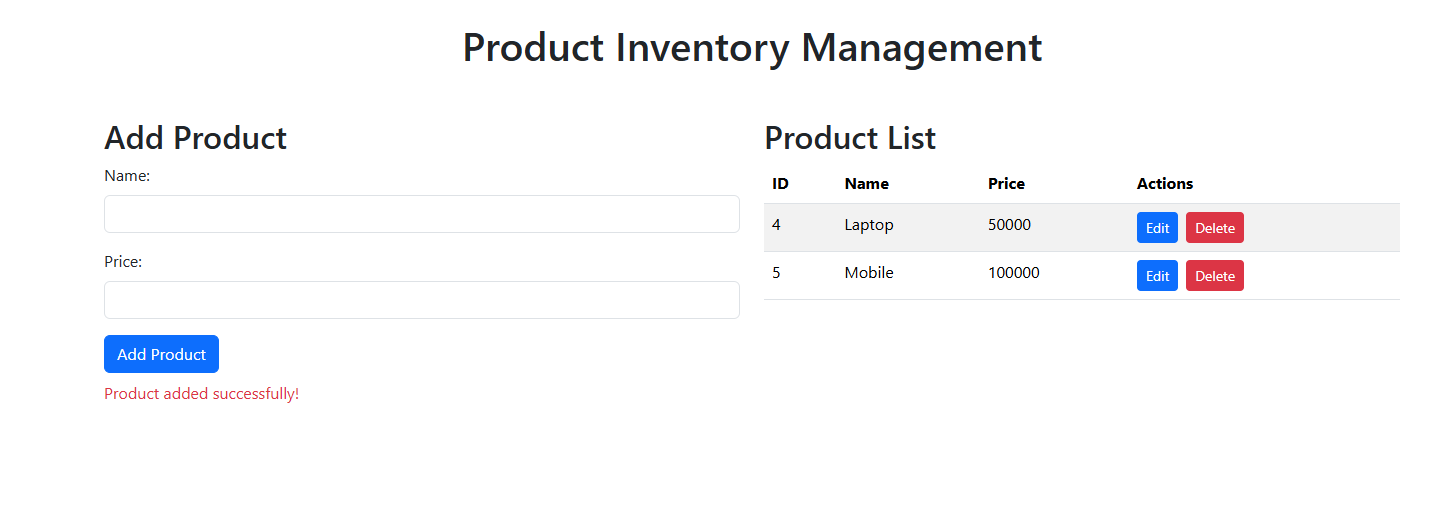 Product Inventory Management
Add Product
Name:
Price:
Add Product
Product added successfully!
Product List
ID Name Price Actions
4 Laptop 50000 Edit Delete
5 Mobile 100000 Edit Delete